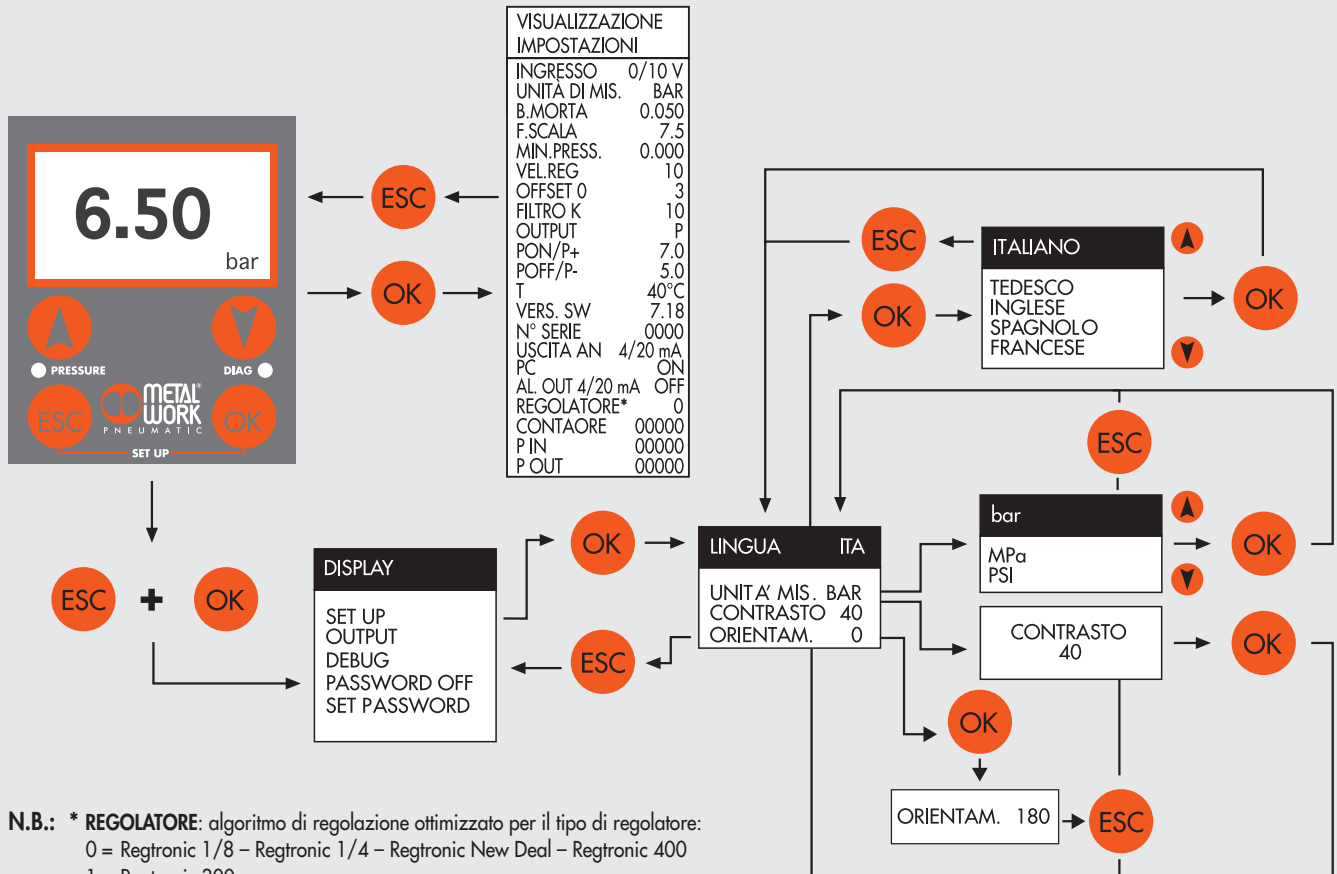 VISUALIZZAZIONE
IMPOSTAZIONI
INGRESSO 0/10 V
UNITÀ DI MIS. BAR
B.MORTA 0.050
F.SCALA 7.5
MIN.PRESS. 0.000
VEL.REG 10
OFFSET 0 3
FILTRO K 10
OUTPUT P
PON/P+ 7.0
POFF/P- 5.0
T 40°C
VERS. SW 7.18
N° SERIE 0000
USCITA AN 4/20 mA
PC ON
AL. OUT 4/20 mA OFF
REGOLATORE* 0
CONTAORE 00000
P IN 00000
P OUT 00000
6.50
bar
PRESSURE
DIAG
ESC
METAL®
WORK
PNEUMATIC
OK
SET UP
ESC
OK
ESC
OK
ITALIANO
TEDESCO
INGLESE
SPAGNOLO
FRANCESE
OK
ESC + OK
DISPLAY
SET UP
OUTPUT
DEBUG
PASSWORD OFF
SET PASSWORD
OK
ESC
LINGUA ITA
UNITA' MIS. BAR
CONTRASTO 40
ORIENTAM. 0
ESC
bar
MPa
PSI
OK
CONTRASTO
40
OK
OK
ORIENTAM. 180
ESC
N.B.: * REGOLATORE: algoritmo di regolazione ottimizzato per il tipo di regolatore:
0 = Regtronic 1/8 – Regtronic 1/4 – Regtronic New Deal – Regtronic 400